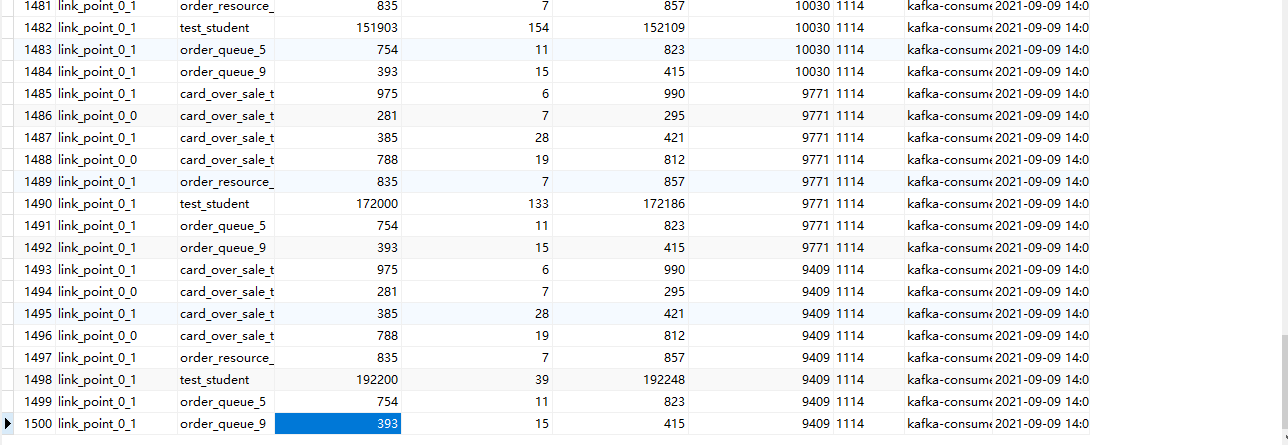 1481 link_point_0_1 order_resource_ 835 7 857 10030 1114 kafka-consume 2021-09-09 14:0
1482 link_point_0_1 test_student 151903 154 152109 10030 1114 kafka-consume 2021-09-09 14:0
1483 link_point_0_1 order_queue_5 754 11 823 10030 1114 kafka-consume 2021-09-09 14:0
1484 link_point_0_1 order_queue_9 393 15 415 10030 1114 kafka-consume 2021-09-09 14:0
1485 link_point_0_1 card_over_sale_t 975 6 990 9771 1114 kafka-consume 2021-09-09 14:0
1486 link_point_0_0 card_over_sale_t 281 7 295 9771 1114 kafka-consume 2021-09-09 14:0
1487 link_point_0_1 card_over_sale_t 385 28 421 9771 1114 kafka-consume 2021-09-09 14:0
1488 link_point_0_0 card_over_sale_t 788 19 812 9771 1114 kafka-consume 2021-09-09 14:0
1489 link_point_0_1 order_resource_ 835 7 857 9771 1114 kafka-consume 2021-09-09 14:0
1490 link_point_0_1 test_student 172000 133 172186 9771 1114 kafka-consume 2021-09-09 14:0
1491 link_point_0_1 order_queue_5 754 11 823 9771 1114 kafka-consume 2021-09-09 14:0
1492 link_point_0_1 order_queue_9 393 15 415 9771 1114 kafka-consume 2021-09-09 14:0
1493 link_point_0_1 card_over_sale_t 975 6 990 9409 1114 kafka-consume 2021-09-09 14:0
1494 link_point_0_0 card_over_sale_t 281 7 295 9409 1114 kafka-consume 2021-09-09 14:0
1495 link_point_0_1 card_over_sale_t 385 28 421 9409 1114 kafka-consume 2021-09-09 14:0
1496 link_point_0_0 card_over_sale_t 788 19 812 9409 1114 kafka-consume 2021-09-09 14:0
1497 link_point_0_1 order_resource_ 835 7 857 9409 1114 kafka-consume 2021-09-09 14:0
1498 link_point_0_1 test_student 192200 39 192248 9409 1114 kafka-consume 2021-09-09 14:0
1499 link_point_0_1 order_queue_5 754 11 823 9409 1114 kafka-consume 2021-09-09 14:0
1500 link_point_0_1 order_queue_9 393 15 415 9409 1114 kafka-consume 2021-09-09 14:0